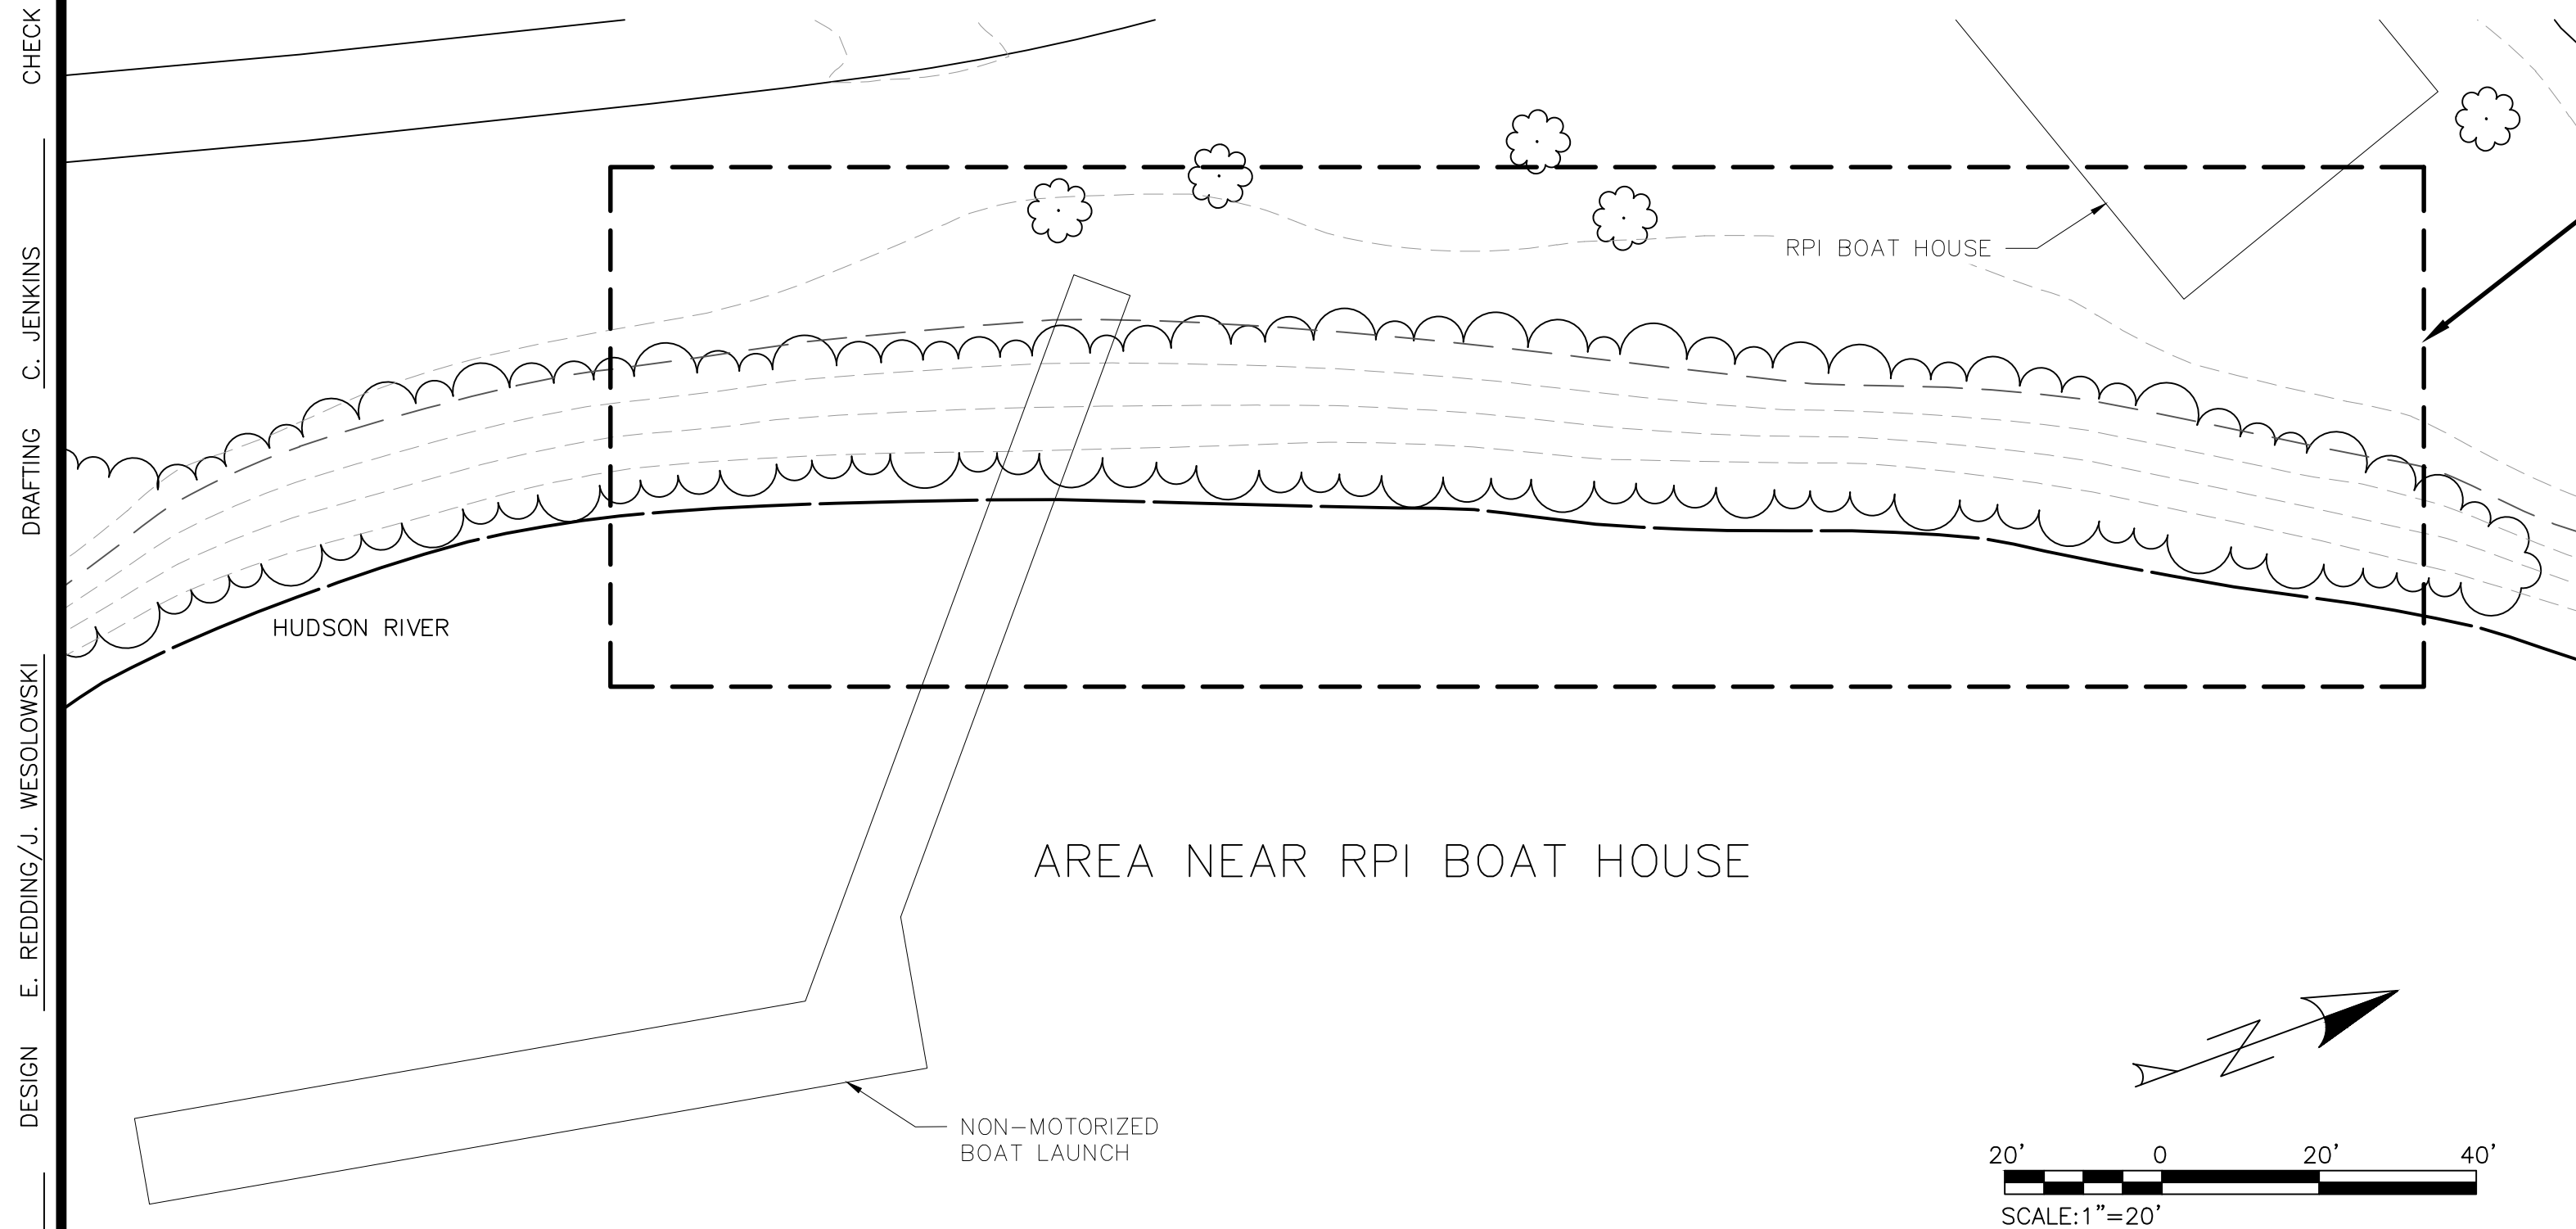 CHECK
C. JENKINS
DRAFTING
E. REDDING/J. WESOLOWSKI
DESIGN
RPI BOAT HOUSE
HUDSON RIVER
AREA NEAR RPI BOAT HOUSE
NON-MOTORIZED
BOAT LAUNCH
N
20' 0 20' 40'
SCALE:1"=20'